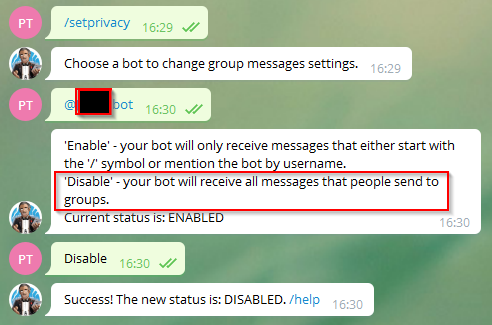 PT
/setprivacy
16:29
Choose a bot to change group messages settings.
16:29
PT
@ bot
16:30
'Enable' - your bot will only receive messages that either start with
the '/' symbol or mention the bot by username.
'Disable' - your bot will receive all messages that people send to
groups.
Current status is: ENABLED
16:30
PT
Disable
16:30
Success! The new status is: DISABLED. /help
16:30